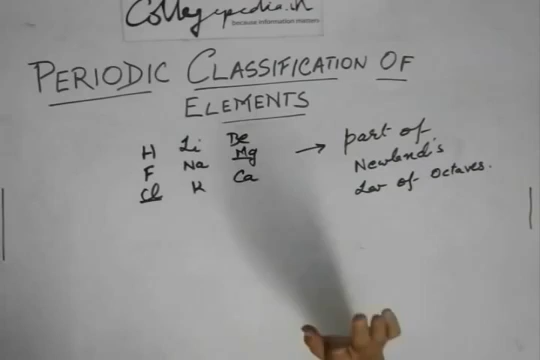 Collegepedia.in
because information matters
PERIODIC CLASSIFICATION OF
ELEMENTS
H Li Be
F Na Mg
Cl K Ca
→ part of
Newland's
Law of Octaves.